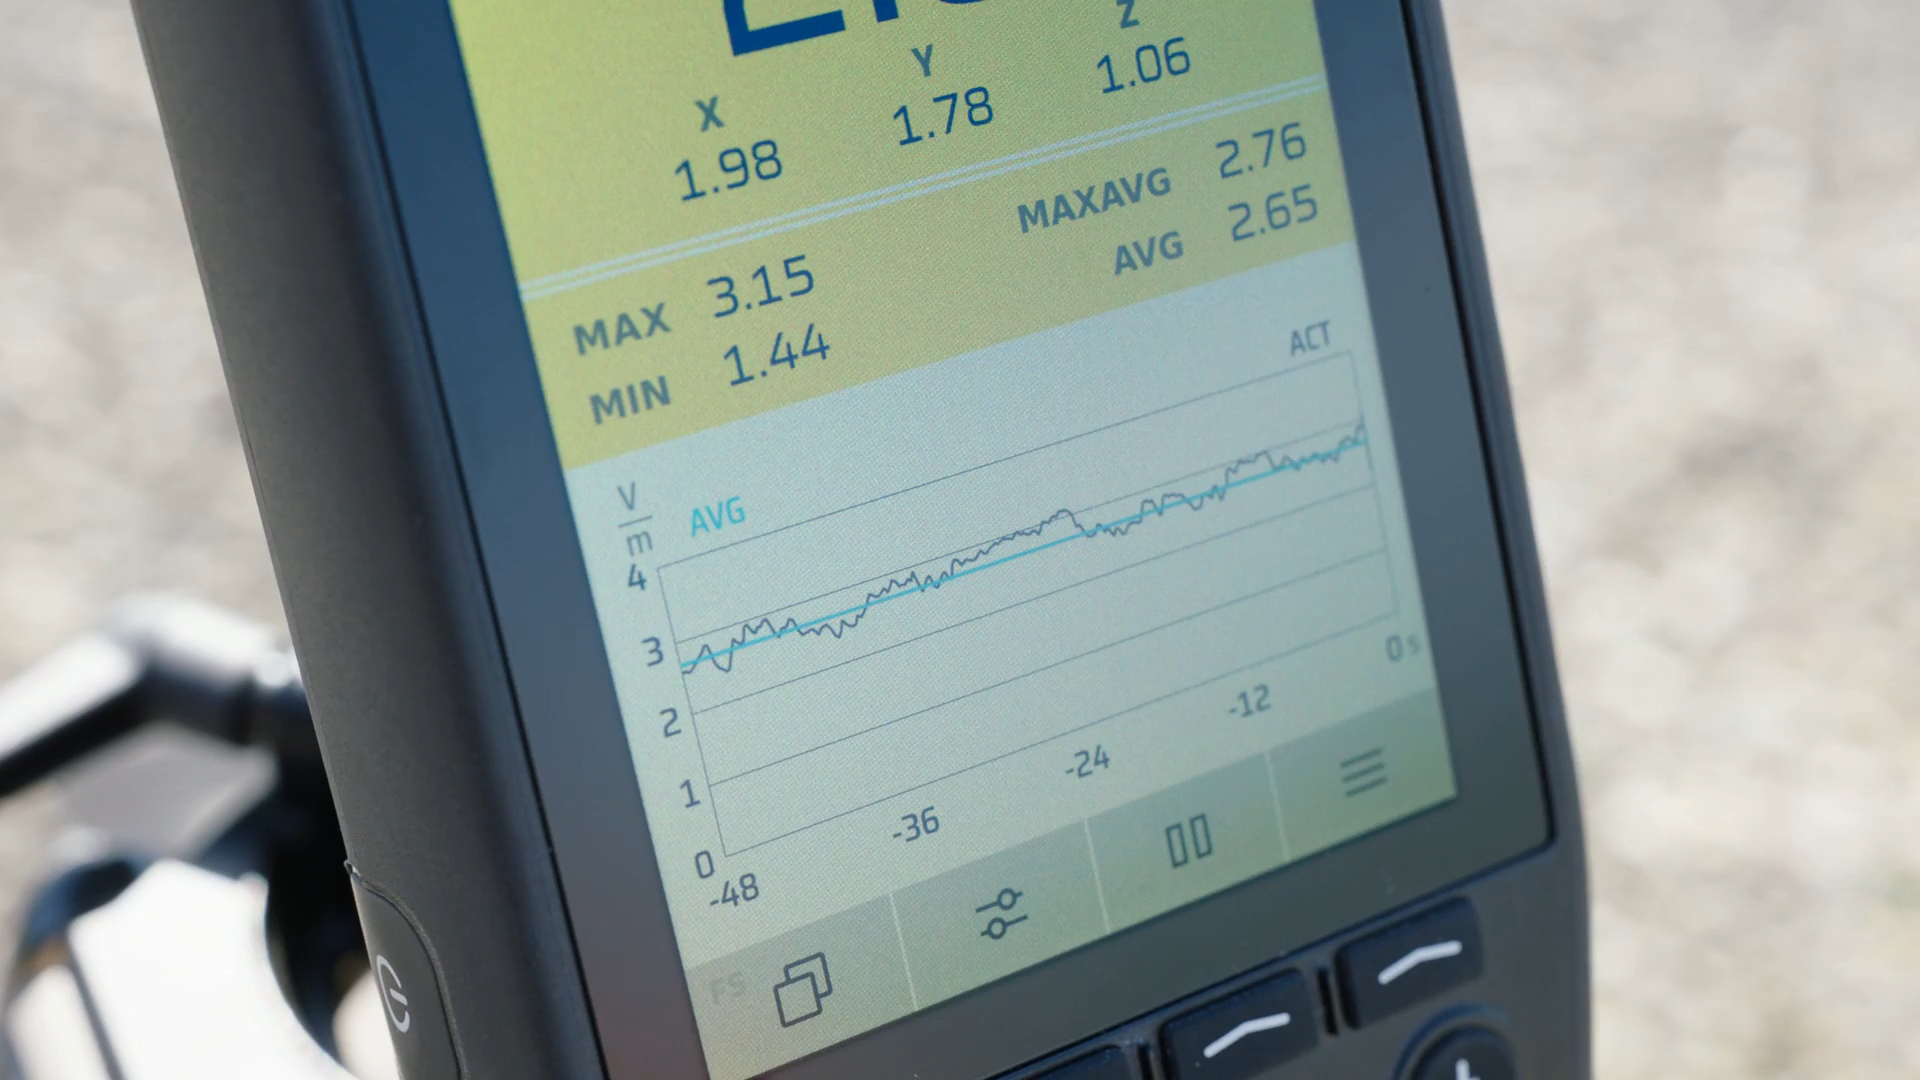 X Y Z
1.98 1.78 1.06
MAX 3.15 MAXAVG 2.76
MIN 1.44 AVG 2.65
ACT
V/m AVG
4
3
2
1
0
-48 -36 -24 -12 0 s
FS